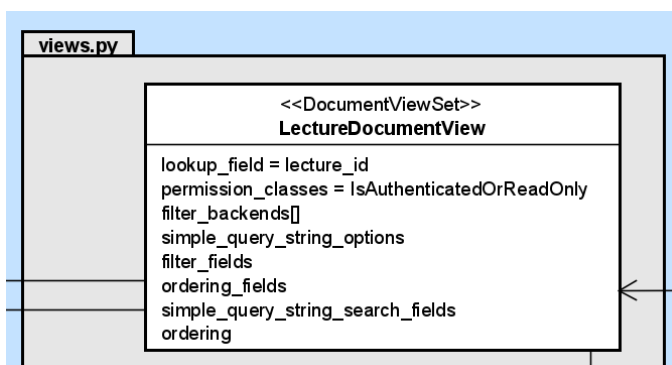 views.py
<<DocumentViewSet>>
LectureDocumentView
lookup_field = lecture_id
permission_classes = IsAuthenticatedOrReadOnly
filter_backends[]
simple_query_string_options
filter_fields
ordering_fields
simple_query_string_search_fields
ordering